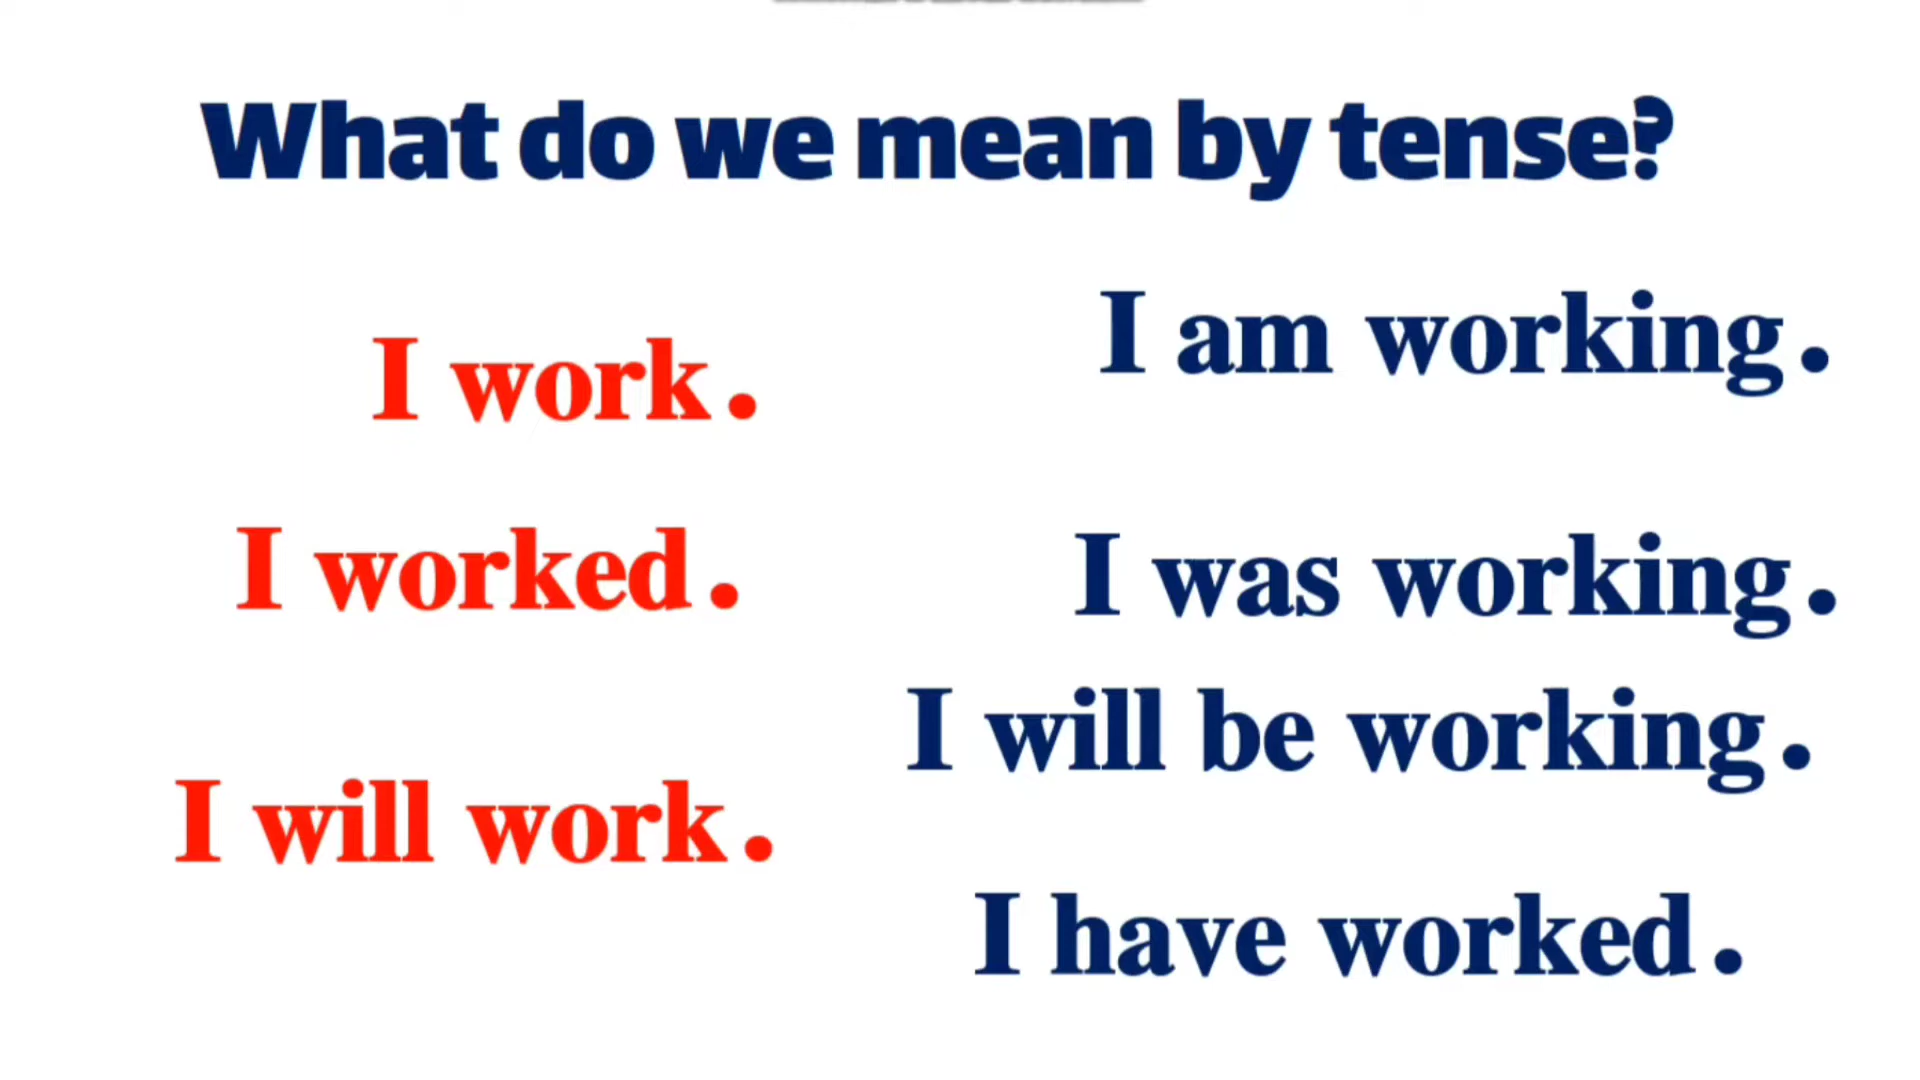 What do we mean by tense?
I work.
I worked.
I will work.
I am working.
I was working.
I will be working.
I have worked.